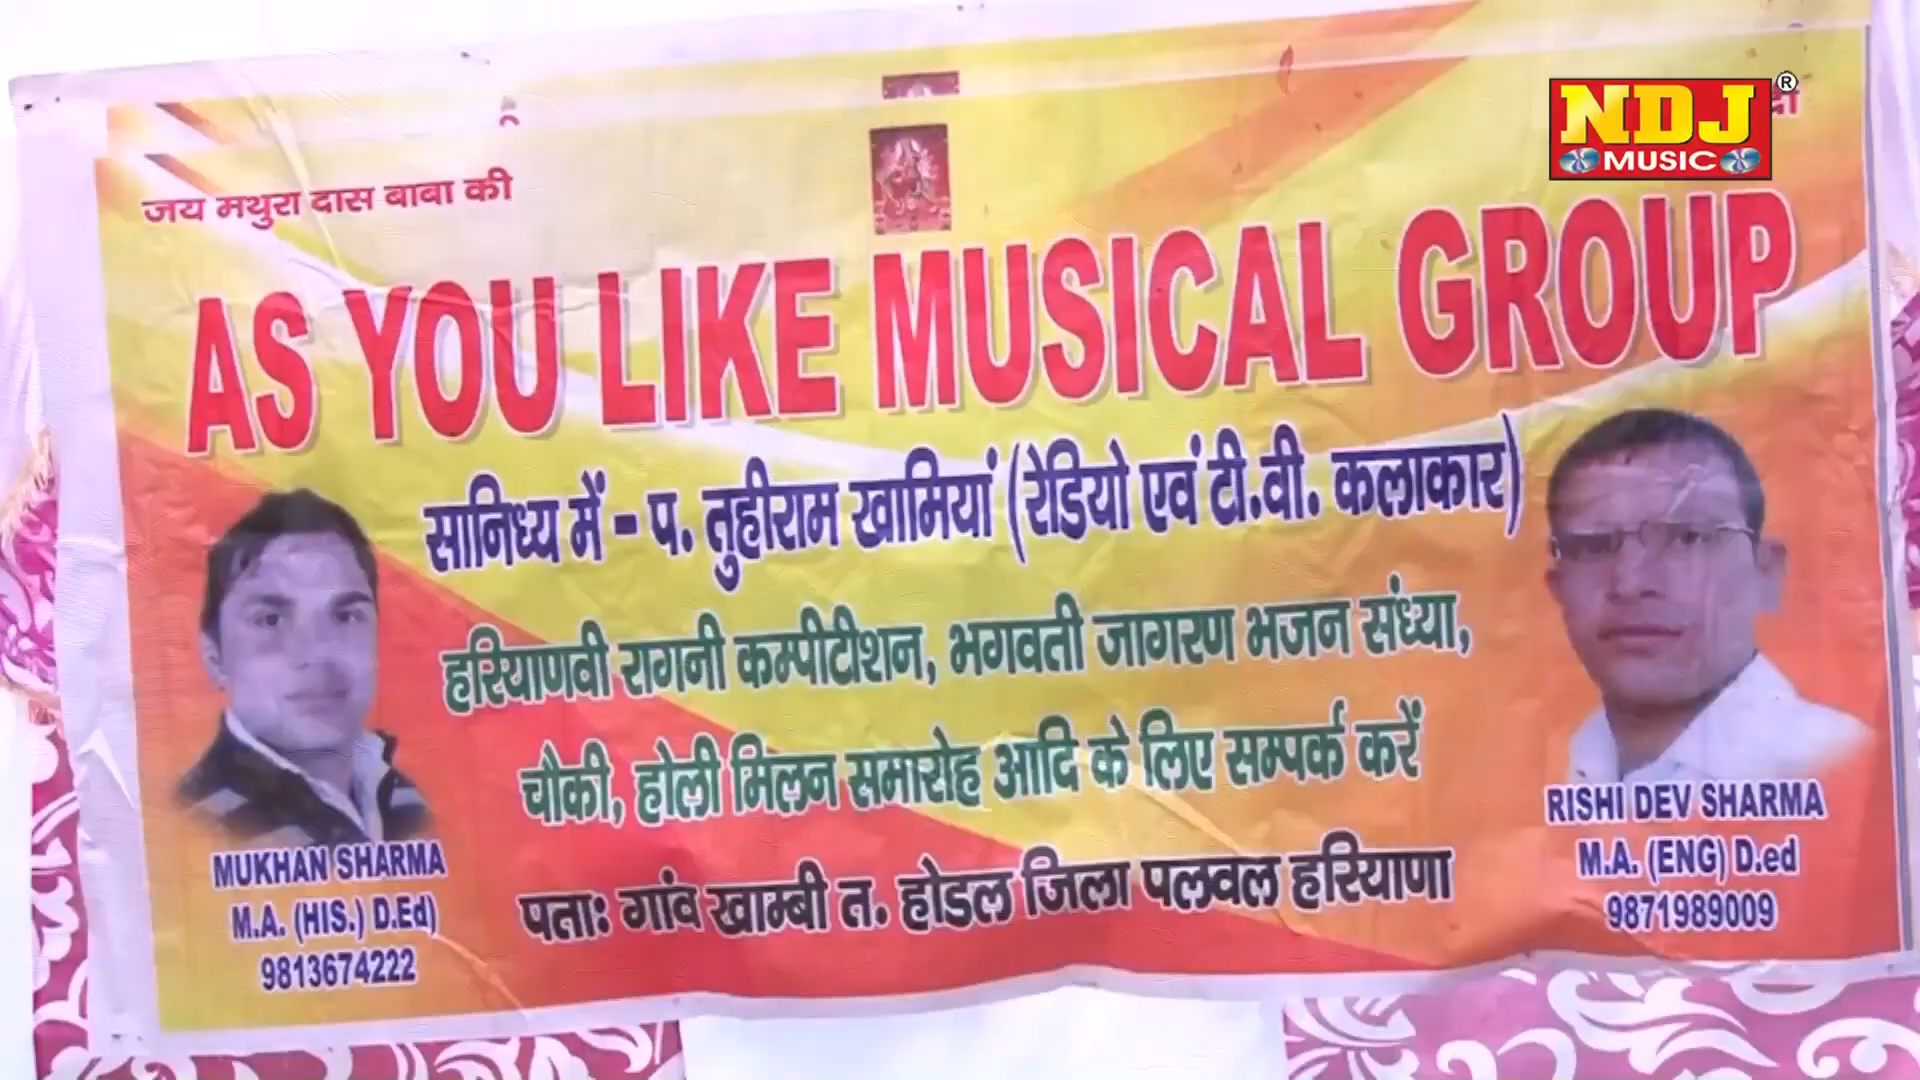 NDJ ®
MUSIC
जय मथुरा दास बाबा की
AS YOU LIKE MUSICAL GROUP
सानिध्य में - प. तुहीराम खामियां (रेडियो एवं टी.वी. कलाकार)
हरियाणवी रागनी कम्पीटीशन, भगवती जागरण भजन संध्या,
चौकी, होली मिलन समारोह आदि के लिए सम्पर्क करें
पताः गांव खाम्बी त. होडल जिला पलवल हरियाणा
MUKHAN SHARMA
M.A. (HIS.) D.Ed)
9813674222
RISHI DEV SHARMA
M.A. (ENG) D.ed
9871989009